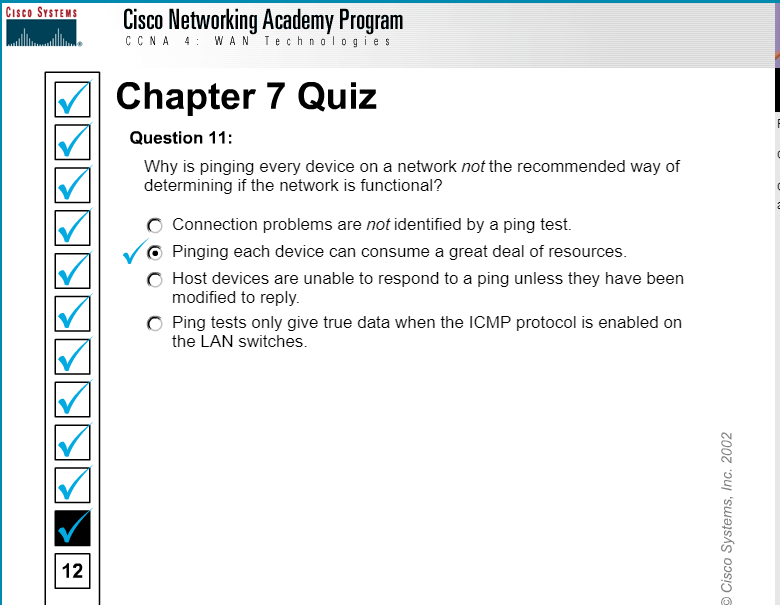 CISCO SYSTEMS
Cisco Networking Academy Program
CCNA 4: WAN Technologies
Chapter 7 Quiz
Question 11:
Why is pinging every device on a network not the recommended way of
determining if the network is functional?
Connection problems are not identified by a ping test.
Pinging each device can consume a great deal of resources.
Host devices are unable to respond to a ping unless they have been
modified to reply.
Ping tests only give true data when the ICMP protocol is enabled on
the LAN switches.
12
© Cisco Systems, Inc. 2002